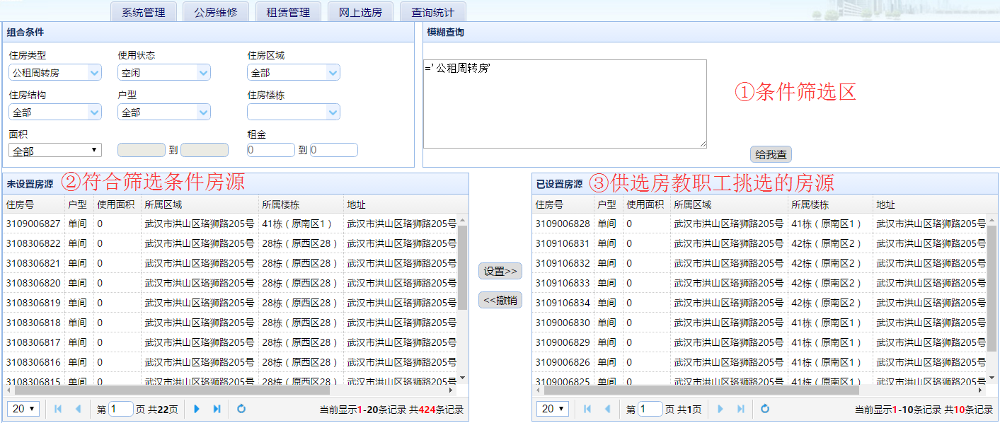 系统管理 公房维修 租赁管理 网上选房 查询统计
组合条件
住房类型 使用状态 住房区域
公租周转房 空闲 全部
住房结构 户型 住房楼栋
全部 全部
面积 租金
全部 到 0 到 0
模糊查询
='公租周转房'
①条件筛选区
给我查
未设置房源 ②符合筛选条件房源
住房号 户型 使用面积 所属区域 所属楼栋 地址
3109006827 单间 0 武汉市洪山区珞狮路205号 41栋（原南区1） 武汉市洪山区珞狮路205号
3108306822 单间 0 武汉市洪山区珞狮路205号 28栋（原西区28） 武汉市洪山区珞狮路205号
3108306821 单间 0 武汉市洪山区珞狮路205号 28栋（原西区28） 武汉市洪山区珞狮路205号
3108306820 单间 0 武汉市洪山区珞狮路205号 28栋（原西区28） 武汉市洪山区珞狮路205号
3108306819 单间 0 武汉市洪山区珞狮路205号 28栋（原西区28） 武汉市洪山区珞狮路205号
3108306818 单间 0 武汉市洪山区珞狮路205号 28栋（原西区28） 武汉市洪山区珞狮路205号
3108306817 单间 0 武汉市洪山区珞狮路205号 28栋（原西区28） 武汉市洪山区珞狮路205号
3108306816 单间 0 武汉市洪山区珞狮路205号 28栋（原西区28） 武汉市洪山区珞狮路205号
3108306815 单间 0 武汉市洪山区珞狮路205号 28栋（原西区28） 武汉市洪山区珞狮路205号
20 第 1 页 共22页 当前显示1-20条记录 共424条记录
设置>>
<<撤销
已设置房源 ③供选房教职工挑选的房源
住房号 户型 使用面积 所属区域 所属楼栋 地址
3109006828 单间 0 武汉市洪山区珞狮路205号 41栋（原南区1） 武汉市洪山区珞狮路205号
3109106831 单间 0 武汉市洪山区珞狮路205号 42栋（原南区2） 武汉市洪山区珞狮路205号
3109106832 单间 0 武汉市洪山区珞狮路205号 42栋（原南区2） 武汉市洪山区珞狮路205号
3109106833 单间 0 武汉市洪山区珞狮路205号 42栋（原南区2） 武汉市洪山区珞狮路205号
3109106834 单间 0 武汉市洪山区珞狮路205号 42栋（原南区2） 武汉市洪山区珞狮路205号
3109006830 单间 0 武汉市洪山区珞狮路205号 41栋（原南区1） 武汉市洪山区珞狮路205号
3109006829 单间 0 武汉市洪山区珞狮路205号 41栋（原南区1） 武汉市洪山区珞狮路205号
3109006826 单间 0 武汉市洪山区珞狮路205号 41栋（原南区1） 武汉市洪山区珞狮路205号
3109006825 单间 0 武汉市洪山区珞狮路205号 41栋（原南区1） 武汉市洪山区珞狮路205号
20 第 1 页 共1页 当前显示1-10条记录 共10条记录